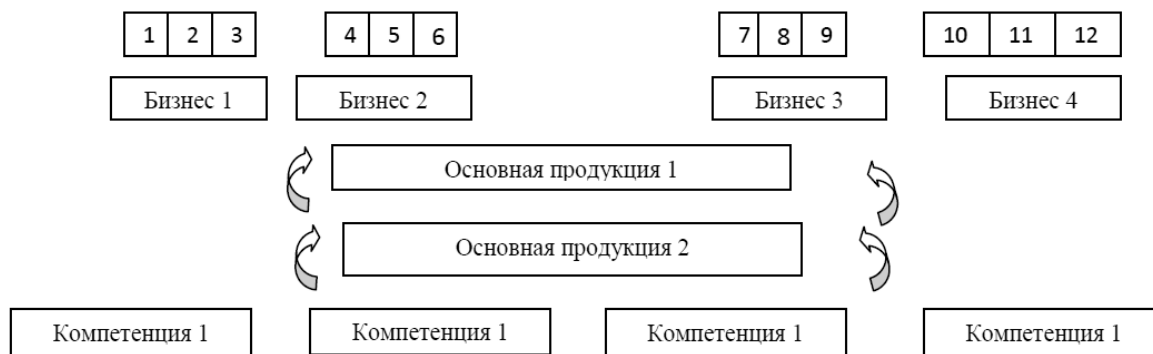 1 2 3 4 5 6 7 8 9 10 11 12
Бизнес 1 Бизнес 2 Бизнес 3 Бизнес 4
Основная продукция 1
Основная продукция 2
Компетенция 1 Компетенция 1 Компетенция 1 Компетенция 1